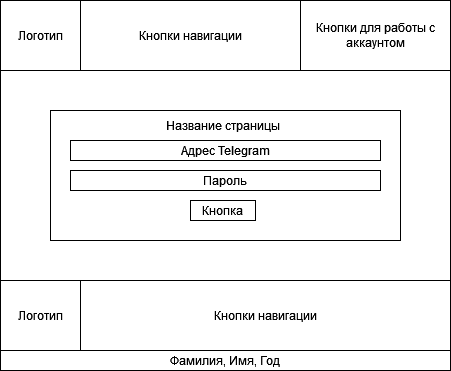 Логотип
Кнопки навигации
Кнопки для работы с
аккаунтом
Название страницы
Адрес Telegram
Пароль
Кнопка
Логотип
Кнопки навигации
Фамилия, Имя, Год